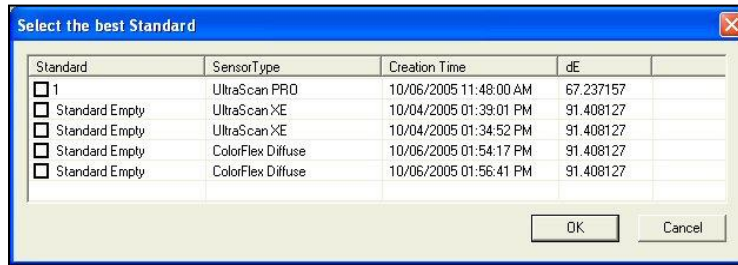 Select the best Standard
Standard SensorType Creation Time dE
1 UltraScan PRO 10/06/2005 11:48:00 AM 67.237157
Standard Empty UltraScan XE 10/04/2005 01:39:01 PM 91.408127
Standard Empty UltraScan XE 10/04/2005 01:34:52 PM 91.408127
Standard Empty ColorFlex Diffuse 10/06/2005 01:54:17 PM 91.408127
Standard Empty ColorFlex Diffuse 10/06/2005 01:56:41 PM 91.408127
OK Cancel